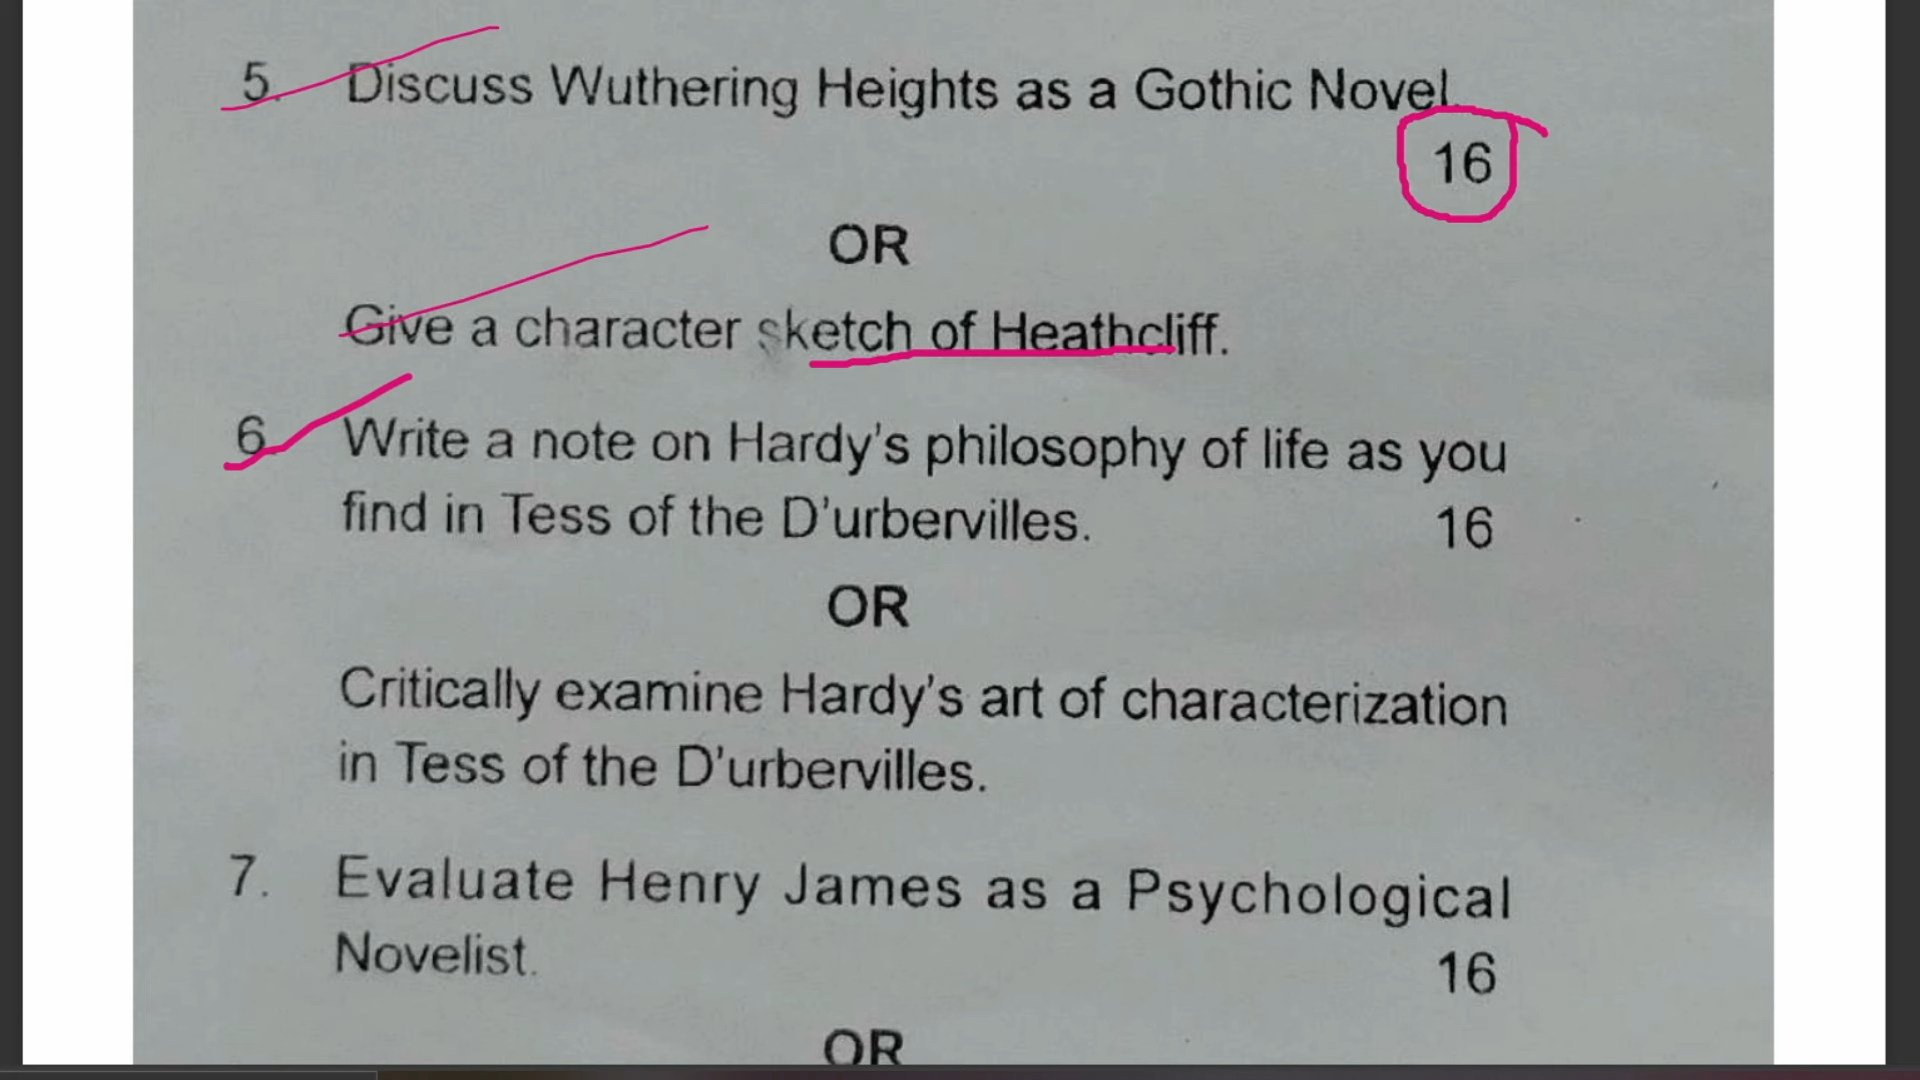 5. Discuss Wuthering Heights as a Gothic Novel.
16
OR
Give a character sketch of Heathcliff.
6. Write a note on Hardy's philosophy of life as you
find in Tess of the D'urbervilles. 16
OR
Critically examine Hardy's art of characterization
in Tess of the D'urbervilles.
7. Evaluate Henry James as a Psychological
Novelist. 16
OR